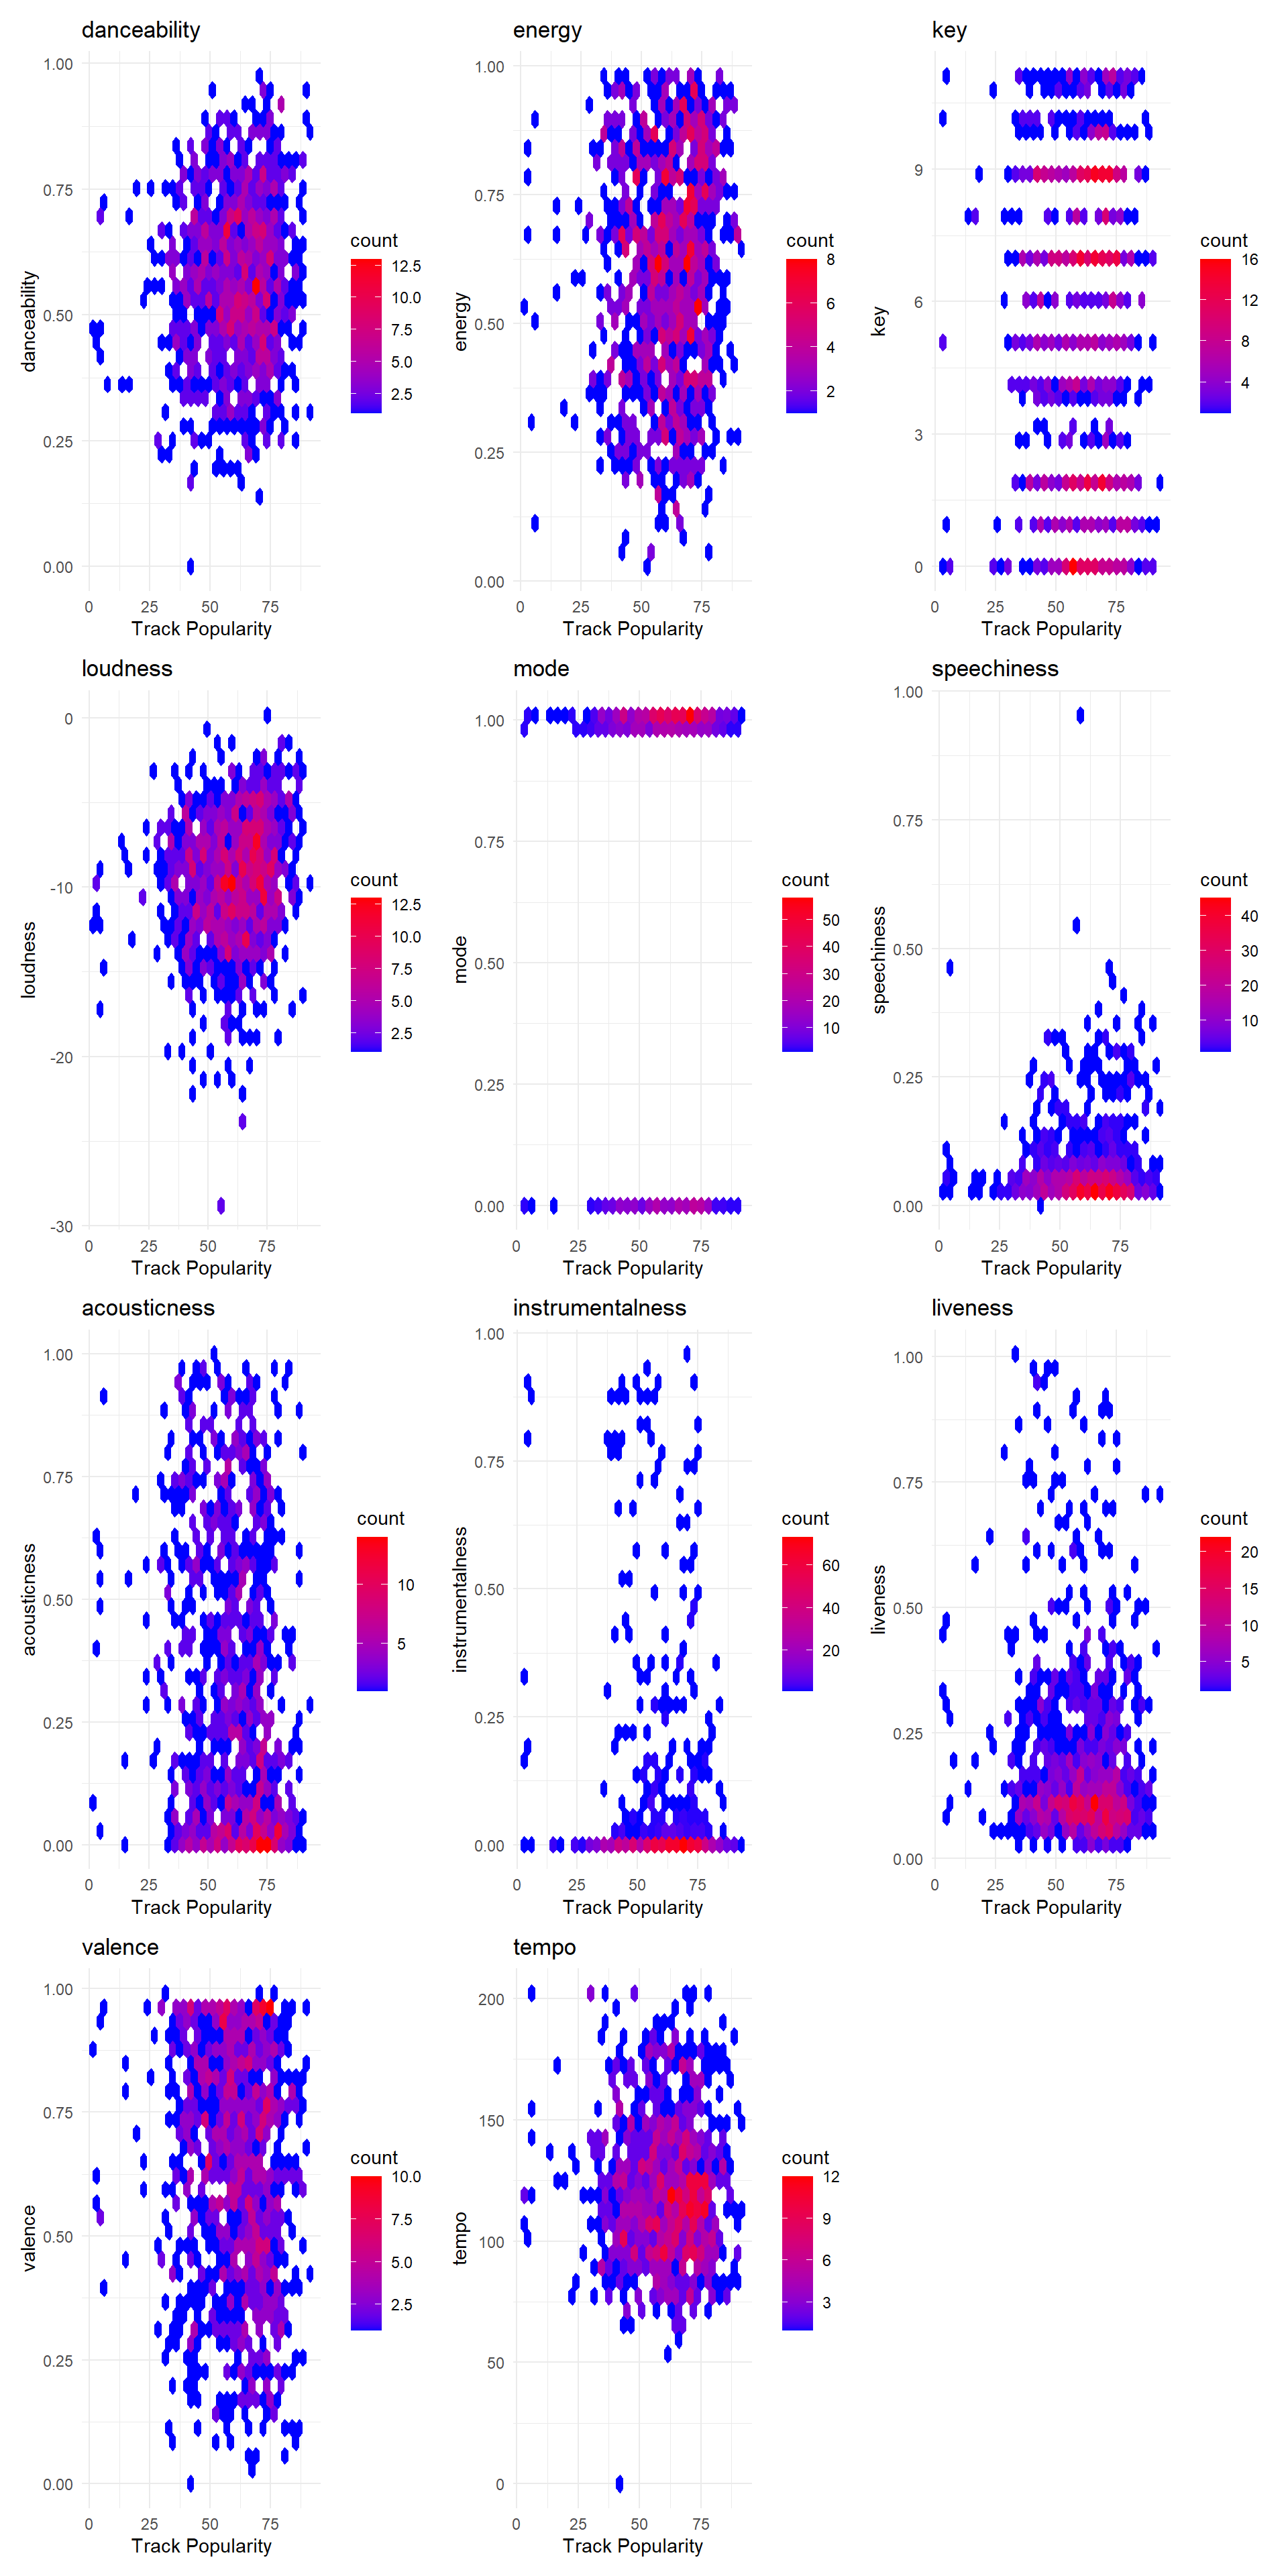 danceability
1.00
0.75
0.50
0.25
0.00
danceability
0 25 50 75
Track Popularity
count
12.5
10.0
7.5
5.0
2.5
energy
1.00
0.75
0.50
0.25
0.00
energy
0 25 50 75
Track Popularity
count
8
6
4
2
key
9
6
3
0
key
0 25 50 75
Track Popularity
count
16
12
8
4
loudness
0
-10
-20
-30
loudness
0 25 50 75
Track Popularity
count
12.5
10.0
7.5
5.0
2.5
mode
1.00
0.75
0.50
0.25
0.00
mode
0 25 50 75
Track Popularity
count
50
40
30
20
10
speechiness
1.00
0.75
0.50
0.25
0.00
speechiness
0 25 50 75
Track Popularity
count
40
30
20
10
acousticness
1.00
0.75
0.50
0.25
0.00
acousticness
0 25 50 75
Track Popularity
count
10
5
instrumentalness
1.00
0.75
0.50
0.25
0.00
instrumentalness
0 25 50 75
Track Popularity
count
60
40
20
liveness
1.00
0.75
0.50
0.25
0.00
liveness
0 25 50 75
Track Popularity
count
20
15
10
5
valence
1.00
0.75
0.50
0.25
0.00
valence
0 25 50 75
Track Popularity
count
10.0
7.5
5.0
2.5
tempo
200
150
100
50
0
tempo
0 25 50 75
Track Popularity
count
12
9
6
3